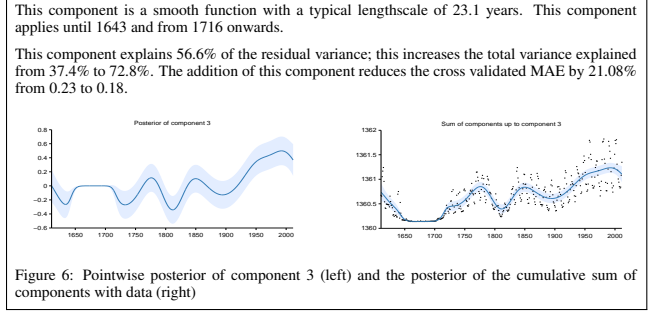 This component is a smooth function with a typical lengthscale of 23.1 years. This component
applies until 1643 and from 1716 onwards.
This component explains 56.6% of the residual variance; this increases the total variance explained
from 37.4% to 72.8%. The addition of this component reduces the cross validated MAE by 21.08%
from 0.23 to 0.18.
Posterior of component 3
0.8
0.6
0.4
0.2
0
−0.2
−0.4
−0.6
1650 1700 1750 1800 1850 1900 1950 2000
Sum of components up to component 3
1362
1361.5
1361
1360.5
1360
1650 1700 1750 1800 1850 1900 1950 2000
Figure 6: Pointwise posterior of component 3 (left) and the posterior of the cumulative sum of
components with data (right)